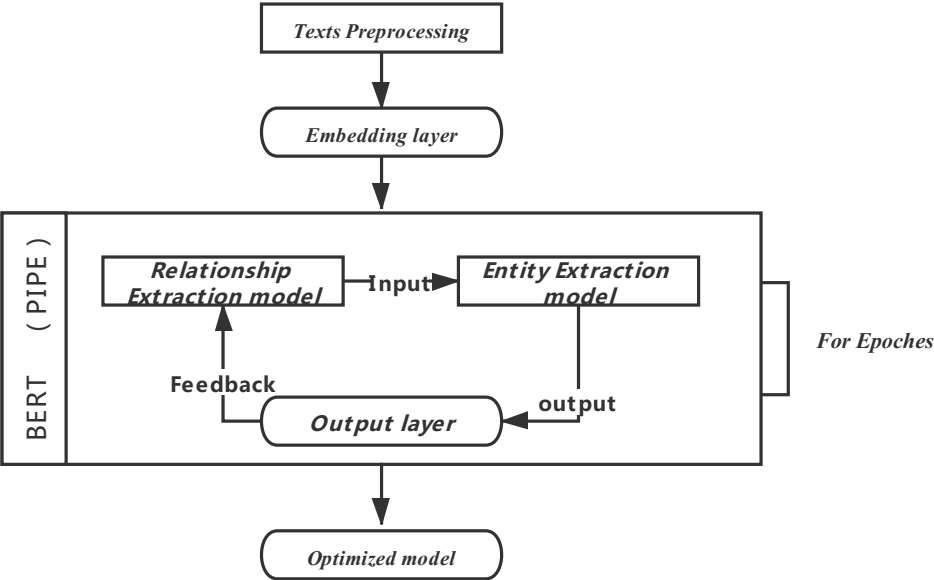 Texts Preprocessing
Embedding layer
BERT (PIPE)
Relationship
Extraction model
Input
Entity Extraction
model
For Epoches
Feedback
output
Output layer
Optimized model